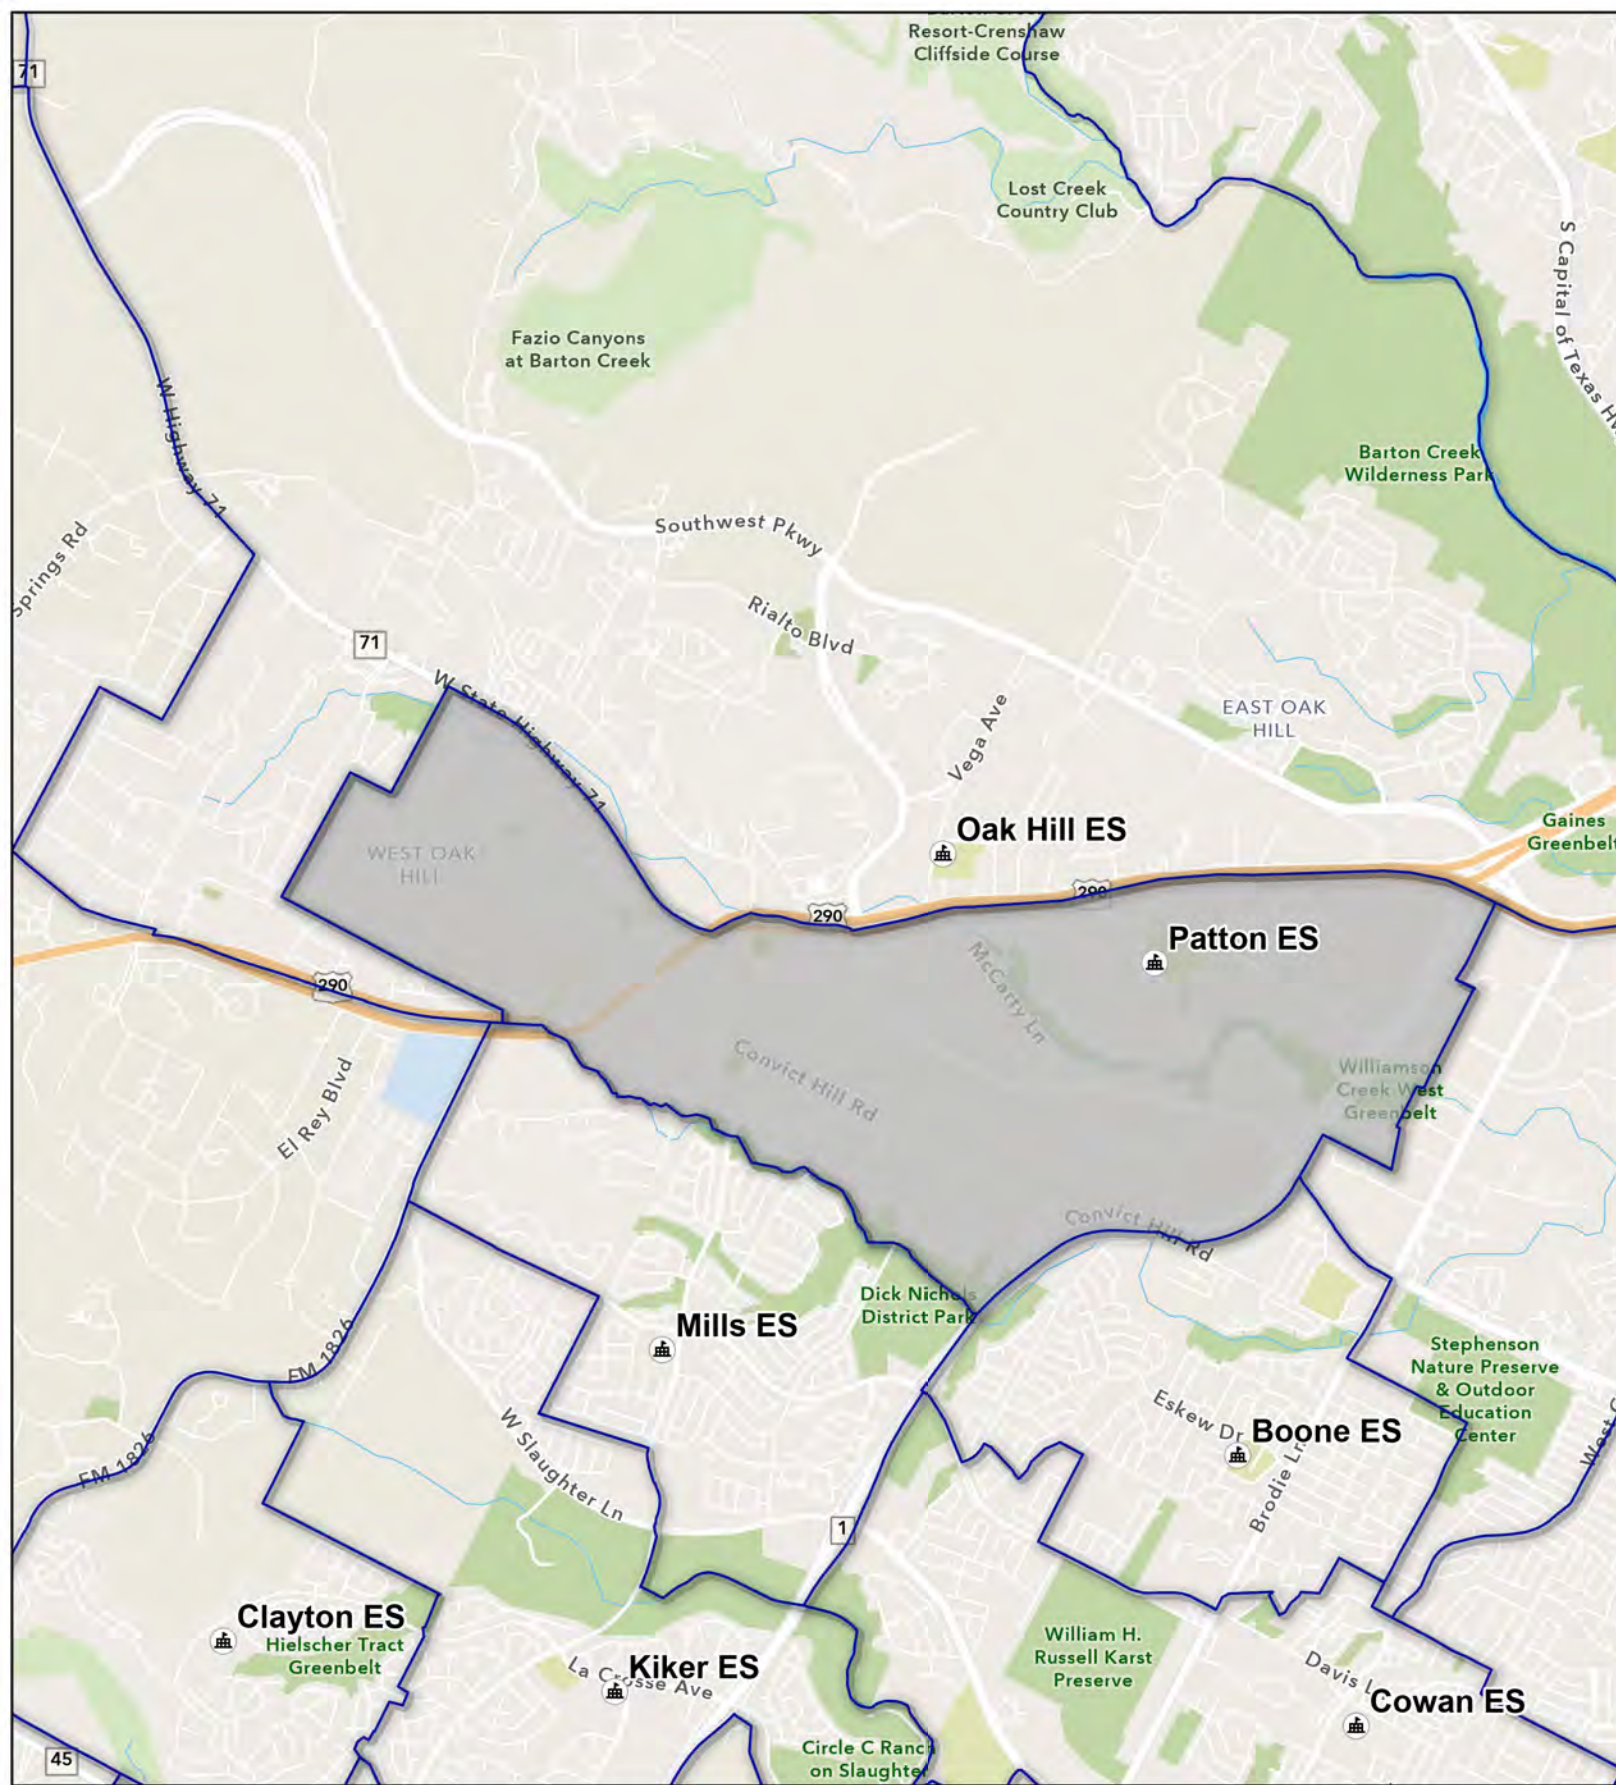 Resort-Crenshaw
Cliffside Course
71
Lost Creek
Country Club
S Capital of Texas Hw
Fazio Canyons
at Barton Creek
W Highway 71
Barton Creek
Wilderness Park
Springs Rd
Southwest Pkwy
Rialto Blvd
71
W State Highway 71
Vega Ave
EAST OAK
HILL
Oak Hill ES
Gaines
Greenbelt
WEST OAK
HILL
290
290
Patton ES
McCarty Ln
290
Convict Hill Rd
Williamson
Creek West
Greenbelt
El Rey Blvd
Convict Hill Rd
Dick Nichols
District Park
Mills ES
FM 1826
Stephenson
Nature Preserve
& Outdoor
Education
Center
Eskew Dr
Boone ES
FM 1826
W Slaughter Ln
Brodie Ln
West
1
Clayton ES
Hielscher Tract
Greenbelt
Kiker ES
La Crosse Ave
William H.
Russell Karst
Preserve
Davis L
Cowan ES
45
Circle C Ranch
on Slaughter